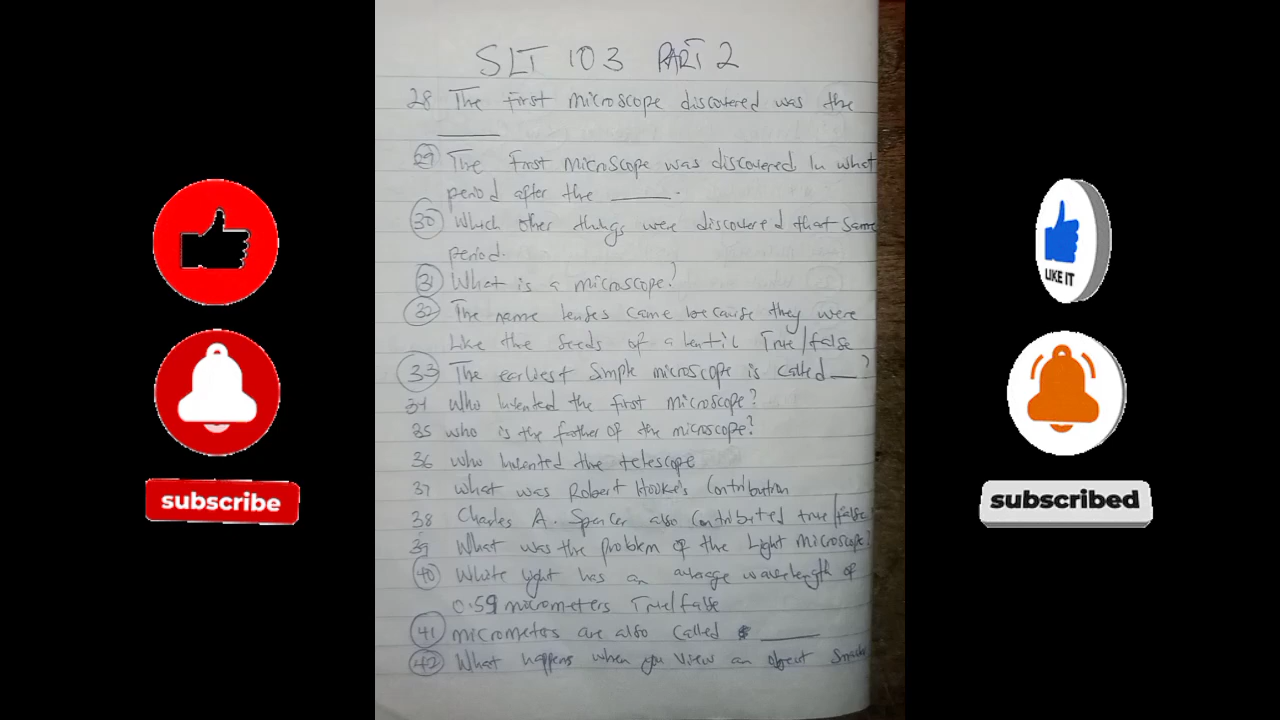 SLT 103 PART 2
28 The first microscope discovered was the
29 The First microscope was discovered In what
period after the
30 Which other things were discovered that same
period.
31 What is a microscope?
32 The name lenses came because they were
Like the seeds of a lentil True/false
33 The earliest Simple microscope is called ?
34 Who Invented the first microscope?
35 who is the father of the microscope?
36 who Invented the telescope
37 what was Robert Hooke's Contribution
38 Charles A. Spencer also contributed true/false
39 What was the problem of the Light microscope?
40 White light has an average wavelength of
0.59 micrometers True/false
41 micrometers are also called
42 What happens when you view an object
subscribe
LIKE IT
subscribed